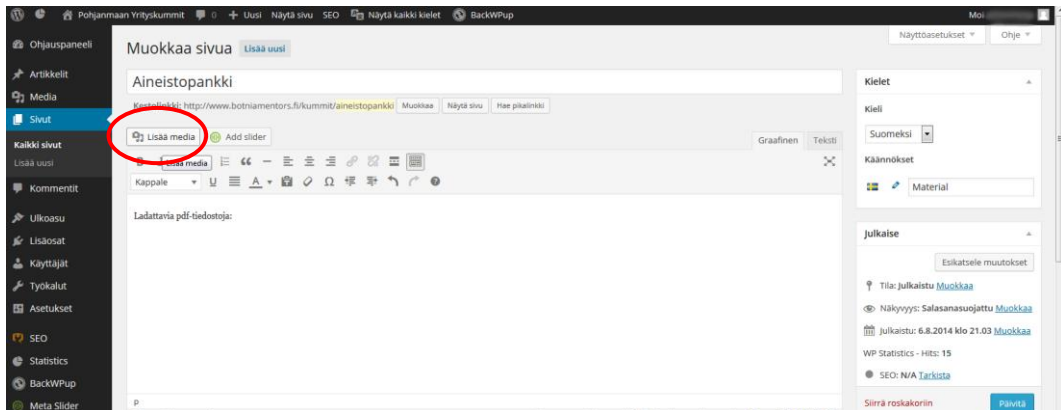 Pohjanmaan Yrityskummit 0 + Uusi Näytä sivu SEO Näytä kaikki kielet BackWPup Moi
Näyttöasetukset Ohje
Ohjauspaneeli
Artikkelit
Media
Sivut
Kaikki sivut
Lisää uusi
Kommentit
Ulkoasu
Lisäosat
Käyttäjät
Työkalut
Asetukset
SEO
Statistics
BackWPup
Meta Slider
Muokkaa sivua Lisää uusi
Aineistopankki
Kestolinkki: http://www.botniamentors.fi/kummit/aineistopankki Muokkaa Näytä sivu Hae pikalinkki
Lisää media Add slider
Graafinen Teksti
Lisää media
Kappale
Ladattavia pdf-tiedostoja:
p
Kielet
Kieli
Suomeksi
Käännökset
Material
Julkaise
Esikatsele muutokset
Tila: Julkaistu Muokkaa
Näkyvyys: Salasanasuojattu Muokkaa
Julkaistu: 6.8.2014 klo 21.03 Muokkaa
WP Statistics - Hits: 15
SEO: N/A Tarkista
Siirrä roskakoriin Päivitä